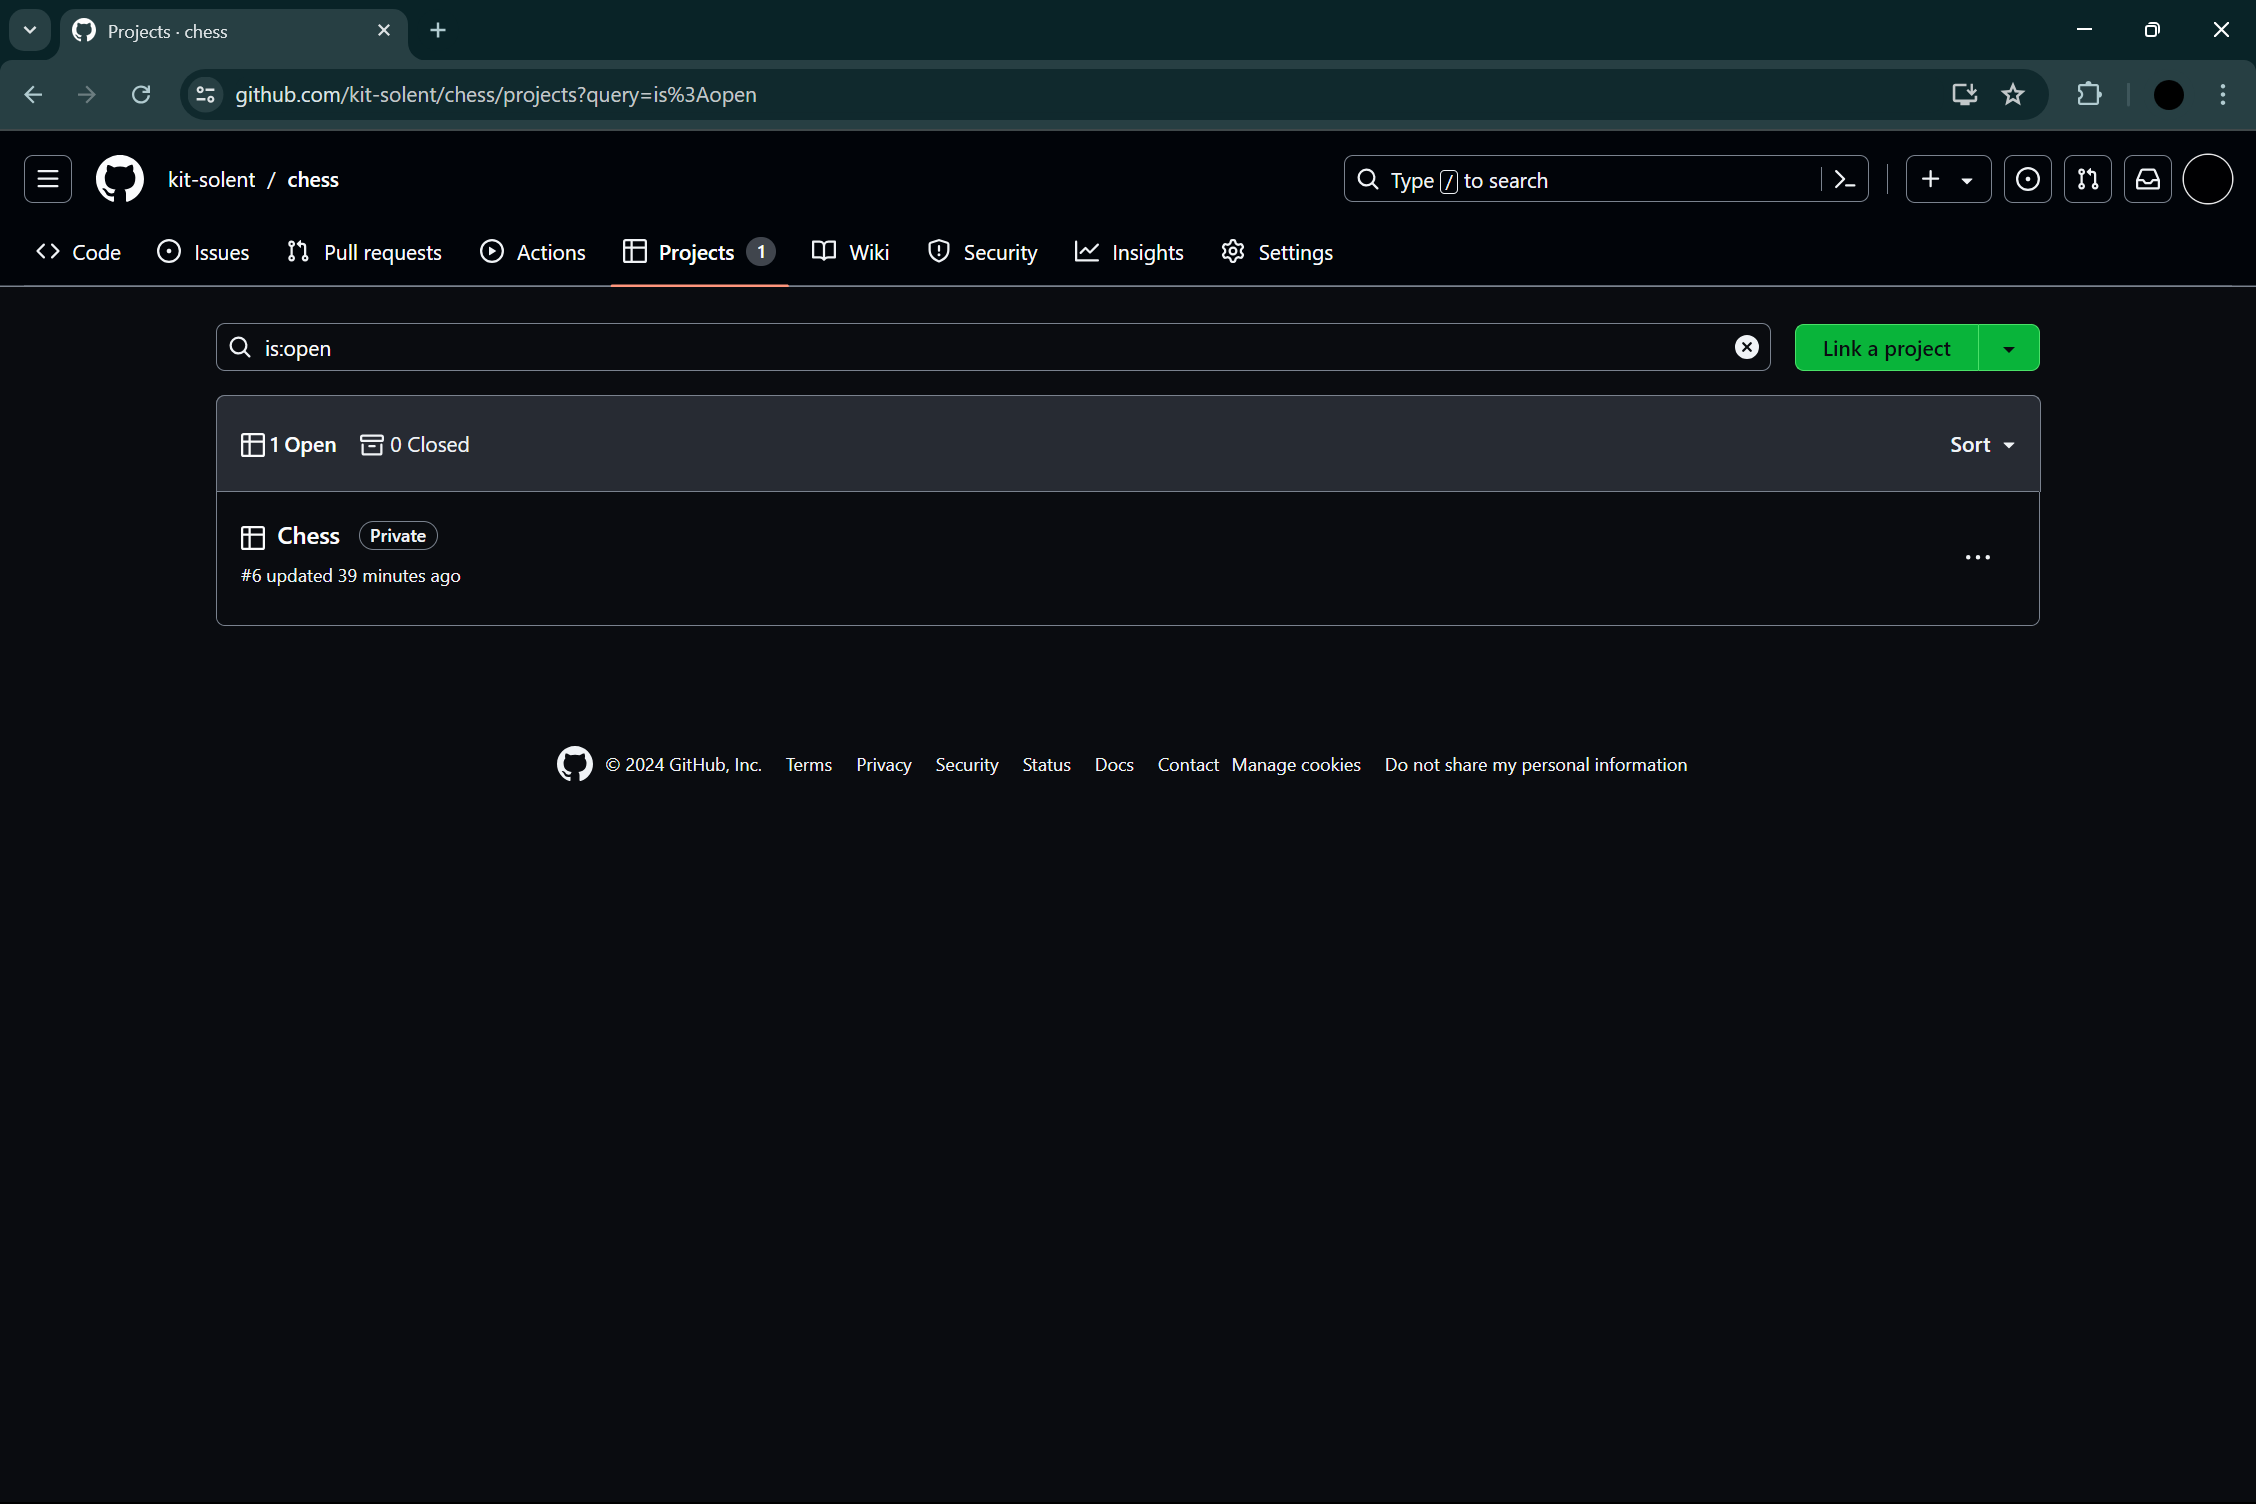 Projects · chess
github.com/kit-solent/chess/projects?query=is%3Aopen
kit-solent / chess
Type / to search
Code Issues Pull requests Actions Projects 1 Wiki Security Insights Settings
is:open
Link a project
1 Open 0 Closed
Sort
Chess Private
#6 updated 39 minutes ago
© 2024 GitHub, Inc. Terms Privacy Security Status Docs Contact Manage cookies Do not share my personal information